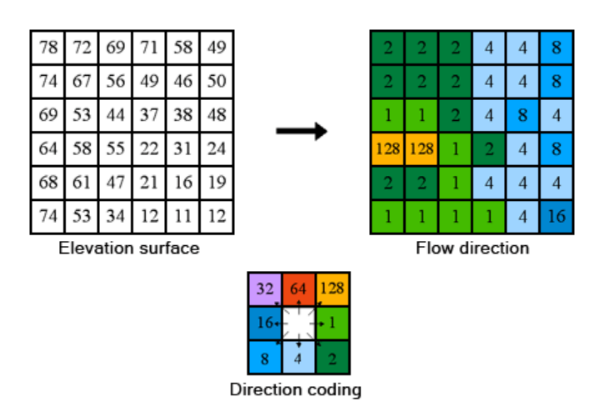 78 72 69 71 58 49
74 67 56 49 46 50
69 53 44 37 38 48
64 58 55 22 31 24
68 61 47 21 16 19
74 53 34 12 11 12
Elevation surface
2 2 2 4 4 8
2 2 2 4 4 8
1 1 2 4 8 4
128 128 1 2 4 8
2 2 1 4 4 4
1 1 1 1 4 16
Flow direction
32 64 128
16 1
8 4 2
Direction coding